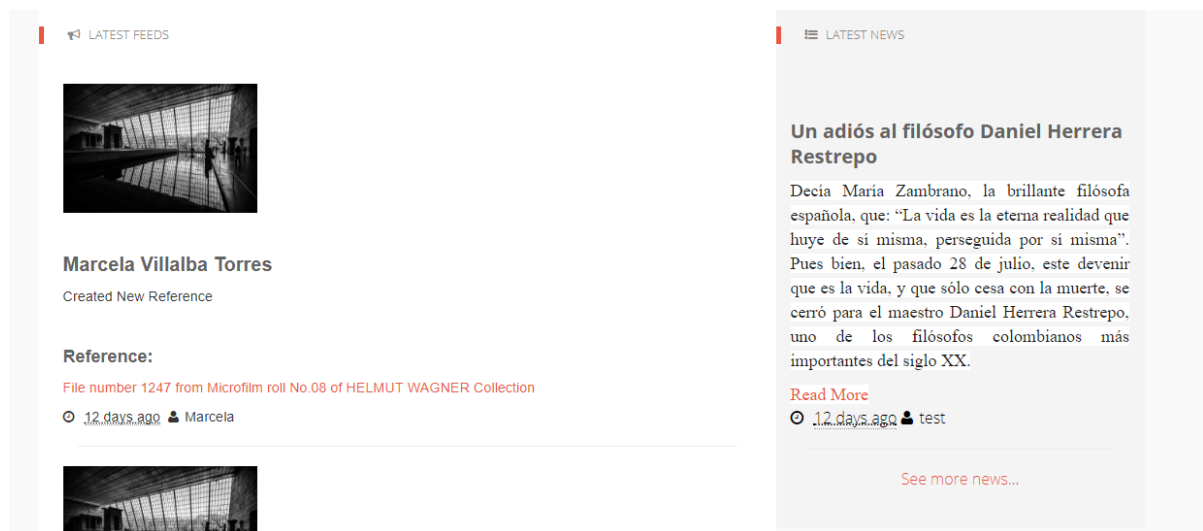 LATEST FEEDS
Marcela Villalba Torres
Created New Reference
Reference:
File number 1247 from Microfilm roll No.08 of HELMUT WAGNER Collection
12 days ago Marcela
LATEST NEWS
Un adiós al filósofo Daniel Herrera
Restrepo
Decía María Zambrano, la brillante filósofa
española, que: “La vida es la eterna realidad que
huye de sí misma, perseguida por sí misma”.
Pues bien, el pasado 28 de julio, este devenir
que es la vida, y que sólo cesa con la muerte, se
cerró para el maestro Daniel Herrera Restrepo,
uno de los filósofos colombianos más
importantes del siglo XX.
Read More
12 days ago test
See more news...